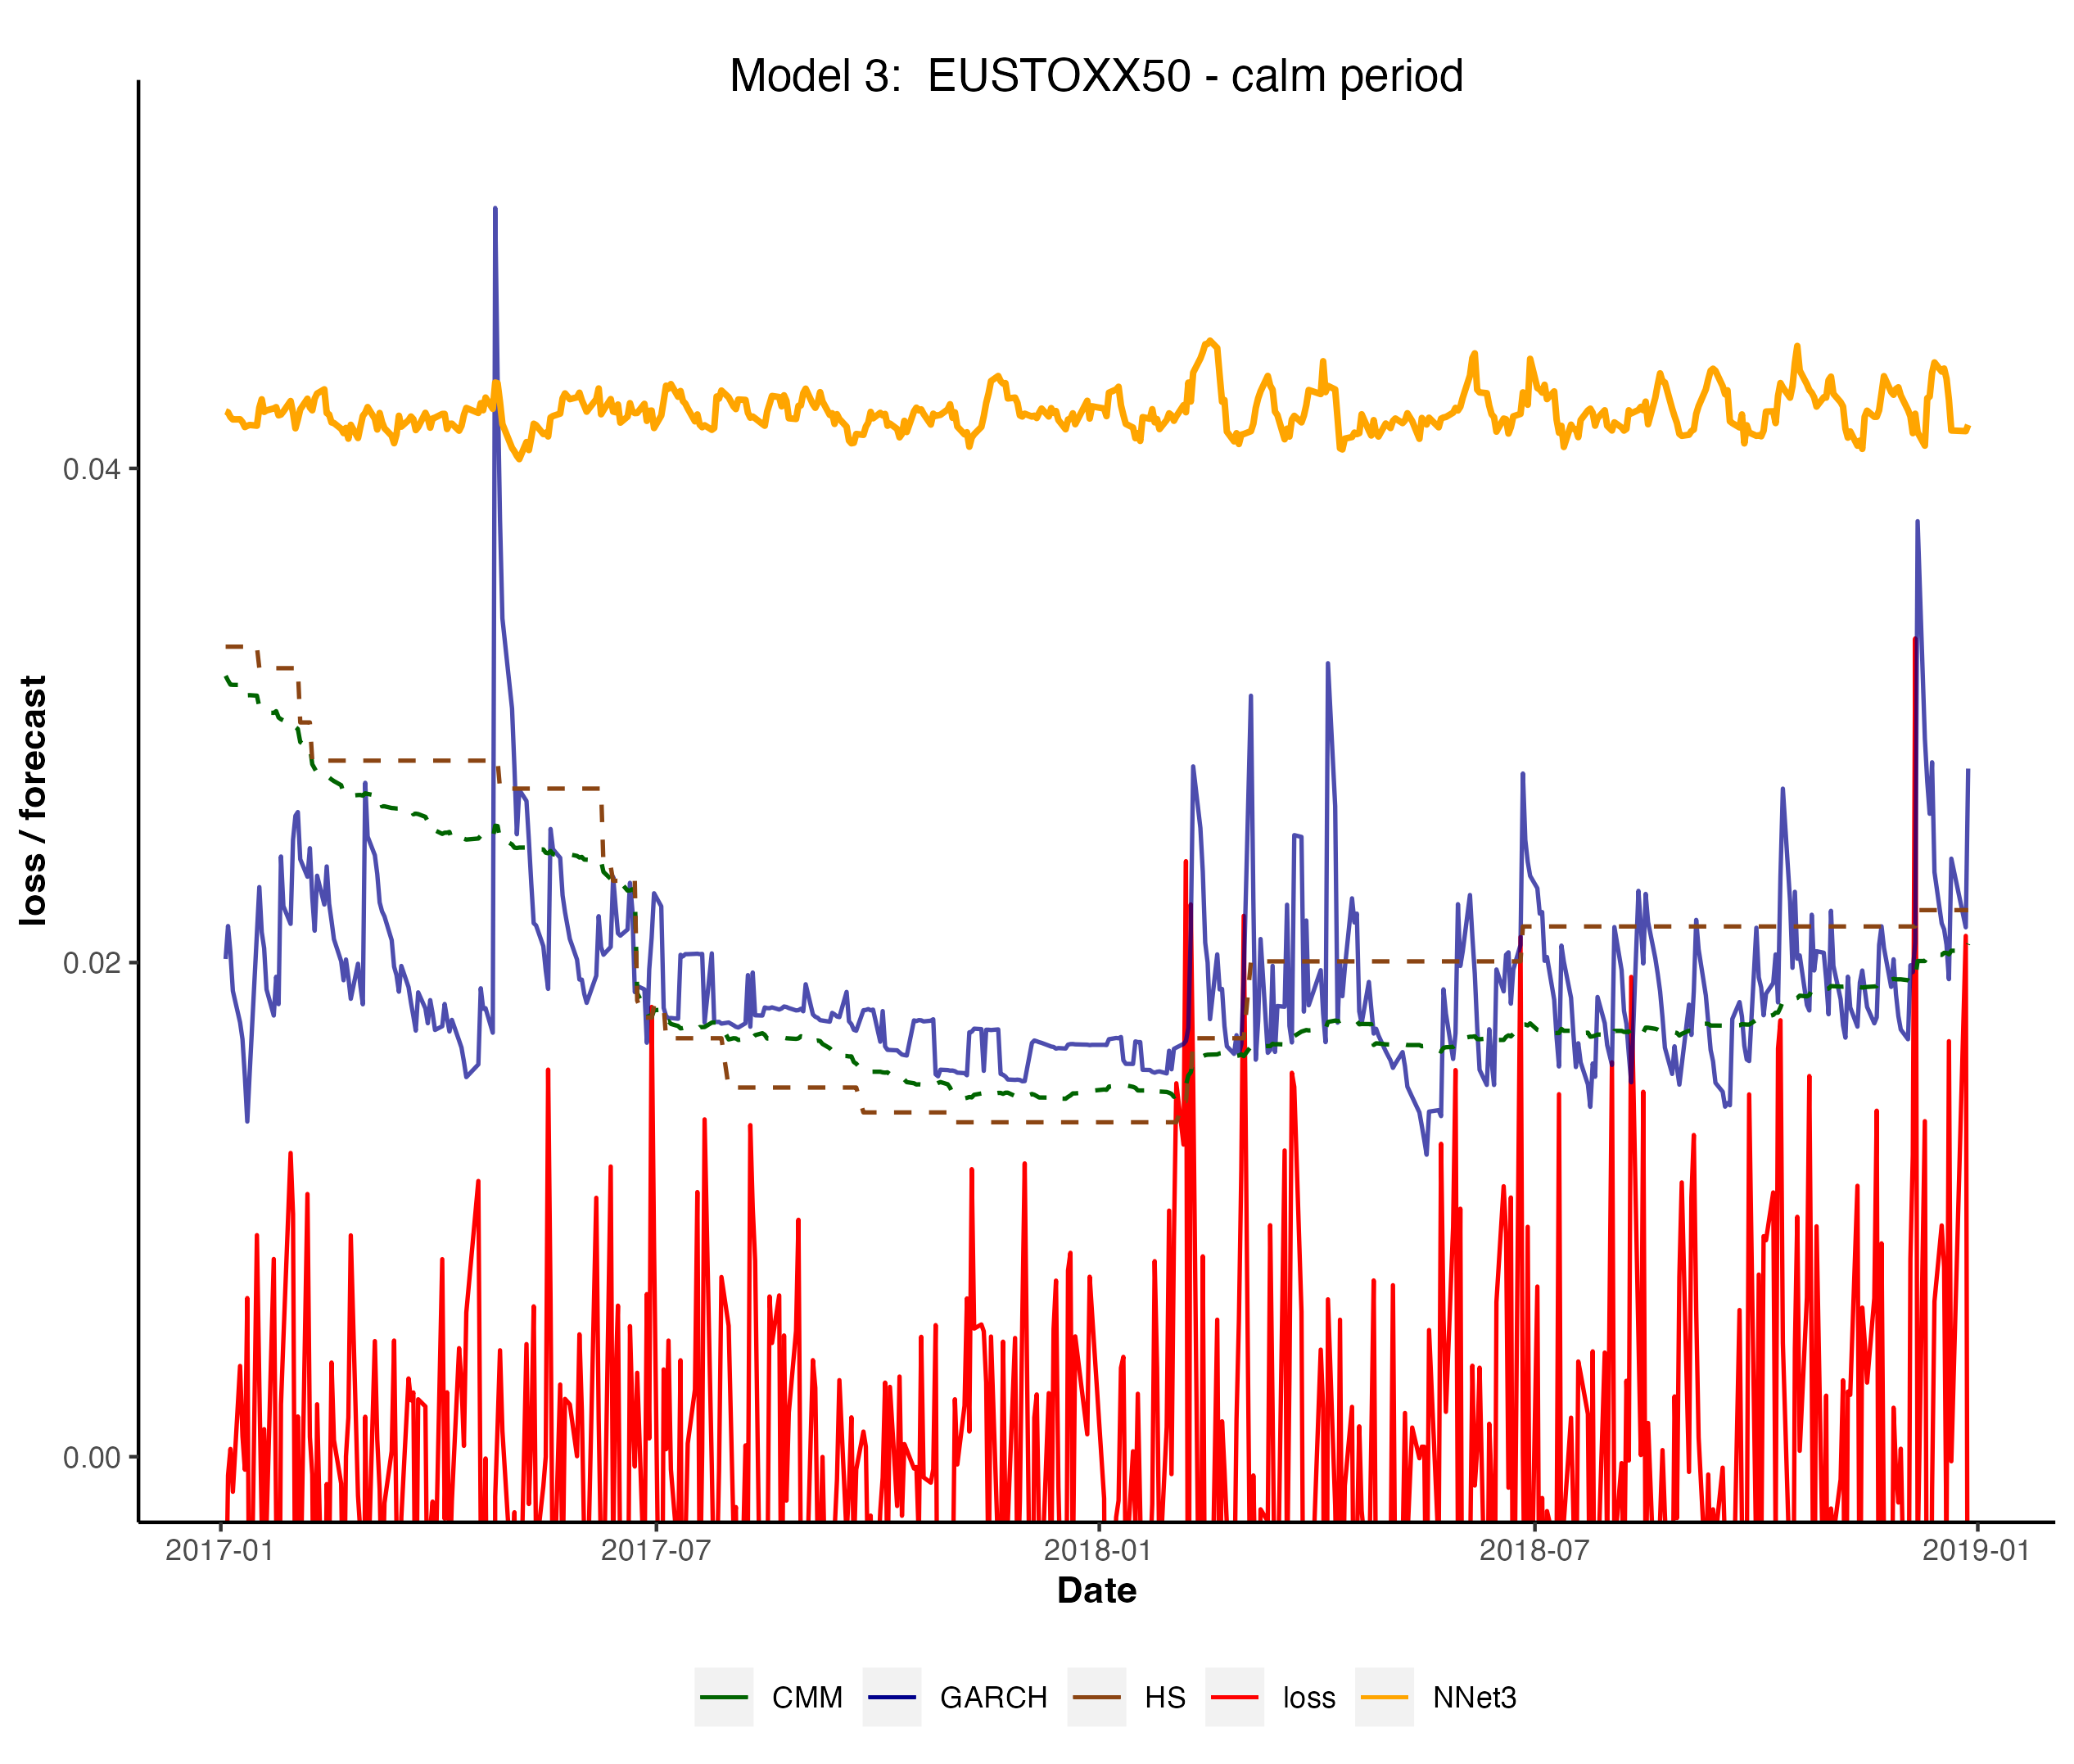 Model 3:  EUSTOXX50 - calm period
loss / forecast
0.04
0.02
0.00
2017-01 2017-07 2018-01 2018-07 2019-01
Date
CMM GARCH HS loss NNet3